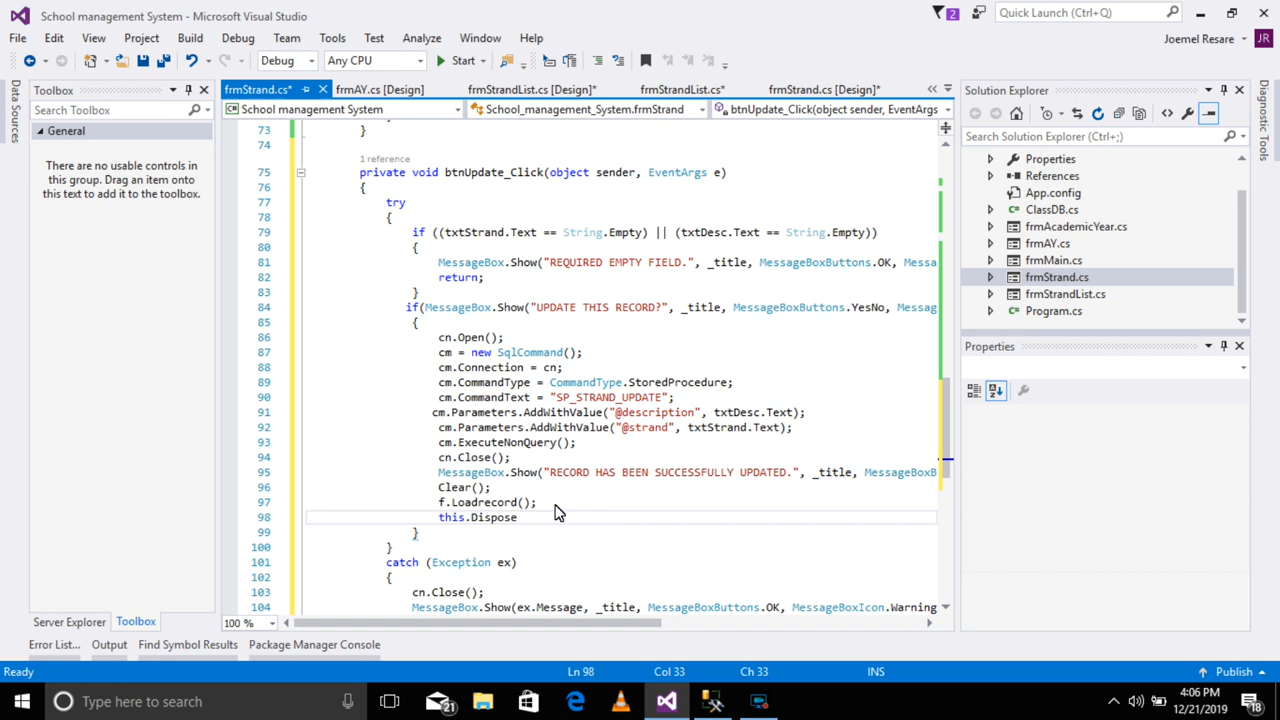 School management System - Microsoft Visual Studio
2
Quick Launch (Ctrl+Q)
File Edit View Project Build Debug Team Tools Test Analyze Window Help
Joemel Resare JR
Debug Any CPU Start
Data Sources
Toolbox
Search Toolbox
General
There are no usable controls in
this group. Drag an item onto
this text to add it to the toolbox.
frmStrand.cs* frmAY.cs [Design] frmStrandList.cs [Design]* frmStrandList.cs* frmStrand.cs [Design]*
School management System School_management_System.frmStrand btnUpdate_Click(object sender, EventArgs
73 }
74
1 reference
75 private void btnUpdate_Click(object sender, EventArgs e)
76 {
77 try
78 {
79 if ((txtStrand.Text == String.Empty) || (txtDesc.Text == String.Empty))
80 {
81 MessageBox.Show("REQUIRED EMPTY FIELD.", _title, MessageBoxButtons.OK, Messa
82 return;
83 }
84 if(MessageBox.Show("UPDATE THIS RECORD?", _title, MessageBoxButtons.YesNo, Messag
85 {
86 cn.Open();
87 cm = new SqlCommand();
88 cm.Connection = cn;
89 cm.CommandType = CommandType.StoredProcedure;
90 cm.CommandText = "SP_STRAND_UPDATE";
91 cm.Parameters.AddWithValue("@description", txtDesc.Text);
92 cm.Parameters.AddWithValue("@strand", txtStrand.Text);
93 cm.ExecuteNonQuery();
94 cn.Close();
95 MessageBox.Show("RECORD HAS BEEN SUCCESSFULLY UPDATED.", _title, MessageBoxB
96 Clear();
97 f.Loadrecord();
98 this.Dispose
99 }
100 }
101 catch (Exception ex)
102 {
103 cn.Close();
104 MessageBox.Show(ex.Message, _title, MessageBoxButtons.OK, MessageBoxIcon.Warning
100 %
Solution Explorer
Search Solution Explorer (Ctrl+;)
Properties
References
App.config
ClassDB.cs
frmAcademicYear.cs
frmAY.cs
frmMain.cs
frmStrand.cs
frmStrandList.cs
Program.cs
Properties
Diagnostic Tools
Server Explorer Toolbox
Error List... Output Find Symbol Results Package Manager Console
Ready Ln 98 Col 33 Ch 33 INS Publish
Type here to search
21
4:06 PM
12/21/2019
18